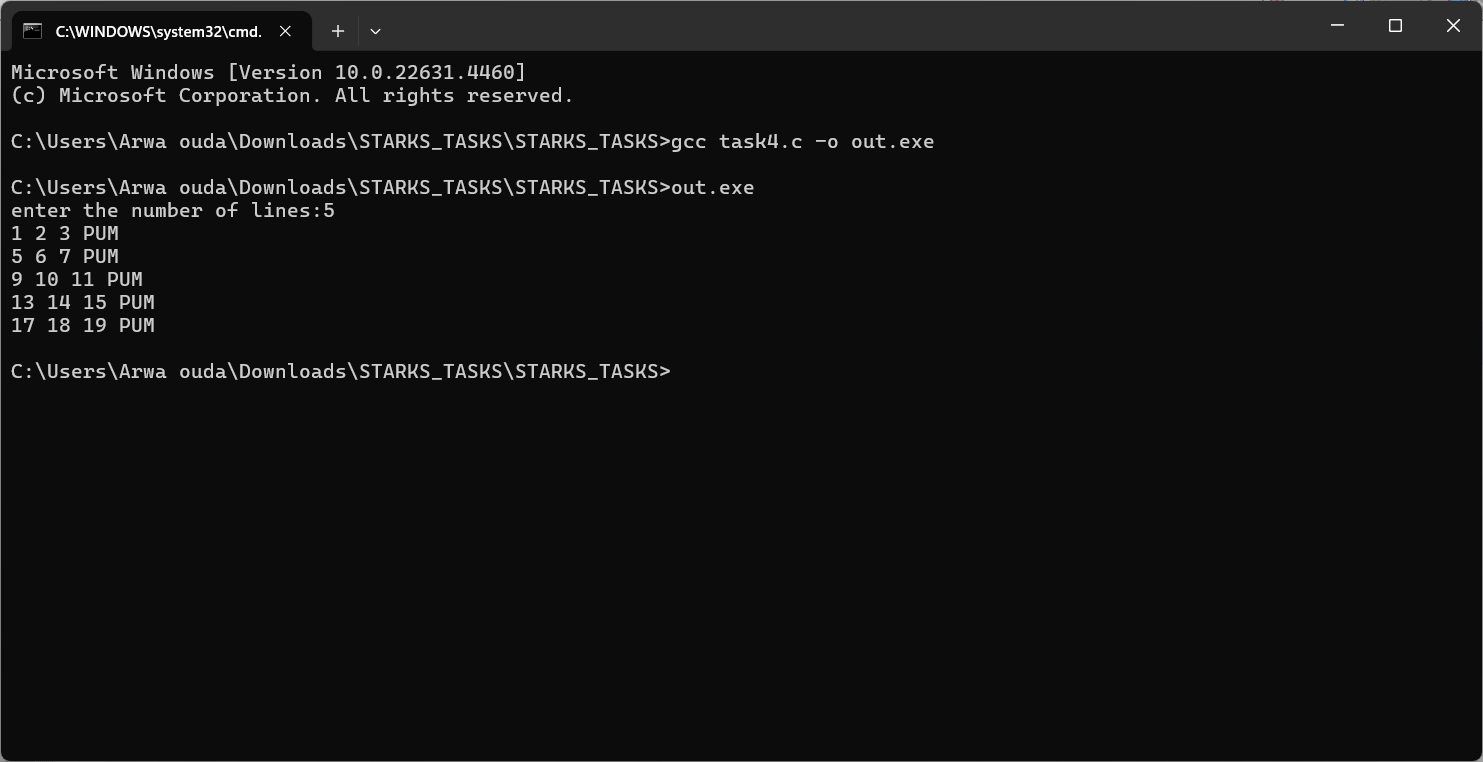 C:\WINDOWS\system32\cmd.
Microsoft Windows [Version 10.0.22631.4460]
(c) Microsoft Corporation. All rights reserved.
C:\Users\Arwa ouda\Downloads\STARKS_TASKS\STARKS_TASKS>gcc task4.c -o out.exe
C:\Users\Arwa ouda\Downloads\STARKS_TASKS\STARKS_TASKS>out.exe
enter the number of lines:5
1 2 3 PUM
5 6 7 PUM
9 10 11 PUM
13 14 15 PUM
17 18 19 PUM
C:\Users\Arwa ouda\Downloads\STARKS_TASKS\STARKS_TASKS>